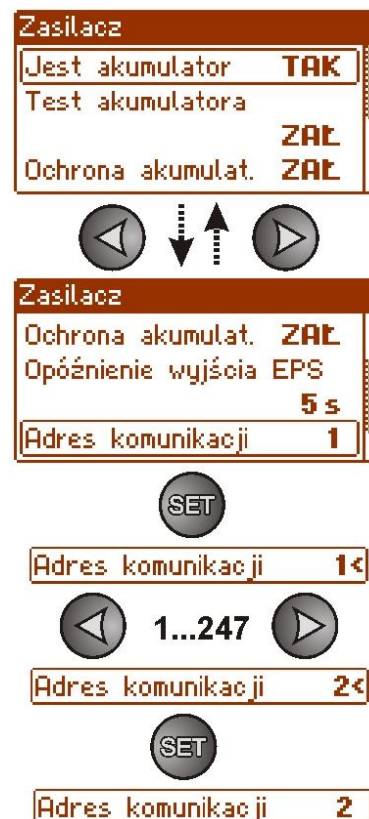 Zasilacz
Jest akumulator TAK
Test akumulatora
ZAŁ
Ochrona akumulat. ZAŁ
Zasilacz
Ochrona akumulat. ZAŁ
Opóźnienie wyjścia EPS
5 s
Adres komunikacji 1
SET
Adres komunikacji 1<
1...247
Adres komunikacji 2<
SET
Adres komunikacji 2